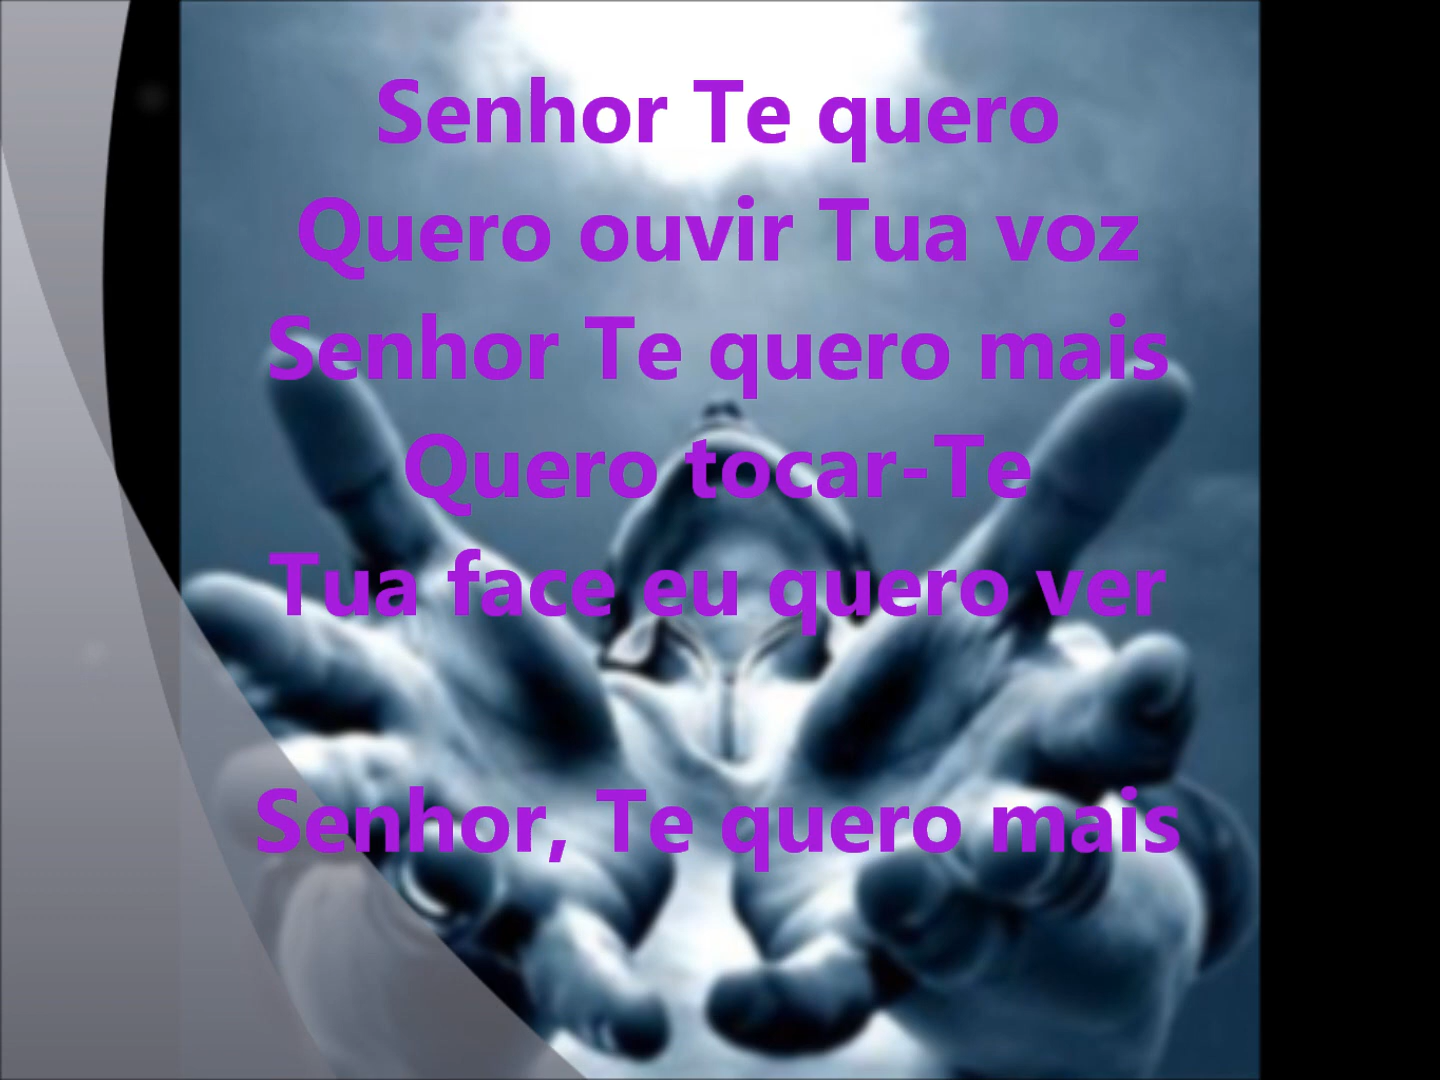 Senhor Te quero
Quero ouvir Tua voz
Senhor Te quero mais
Quero tocar-Te
Tua face eu quero ver
Senhor, Te quero mais